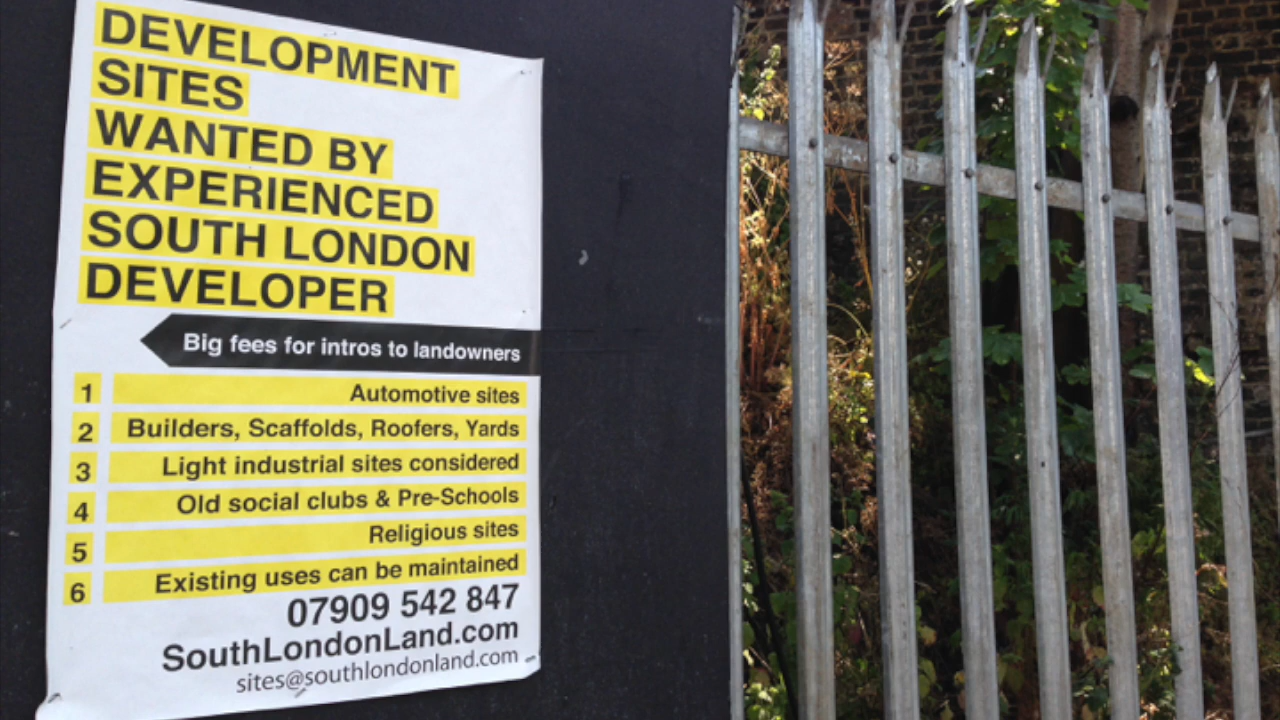 DEVELOPMENT
SITES
WANTED BY
EXPERIENCED
SOUTH LONDON
DEVELOPER
Big fees for intros to landowners
1 Automotive sites
2 Builders, Scaffolds, Roofers, Yards
3 Light industrial sites considered
4 Old social clubs & Pre-Schools
5 Religious sites
6 Existing uses can be maintained
07909 542 847
SouthLondonLand.com
sites@southlondonland.com